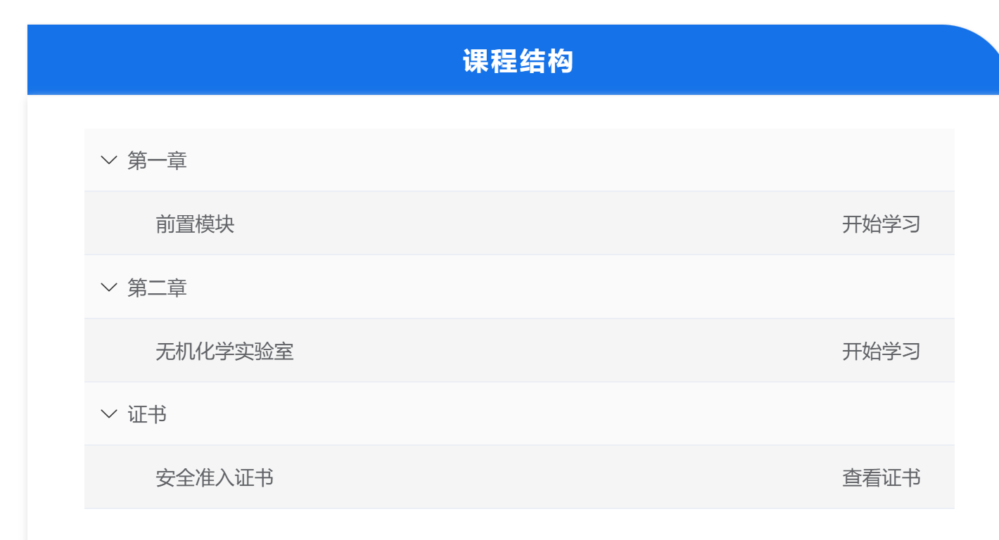 课程结构
第一章
前置模块 开始学习
第二章
无机化学实验室 开始学习
证书
安全准入证书 查看证书